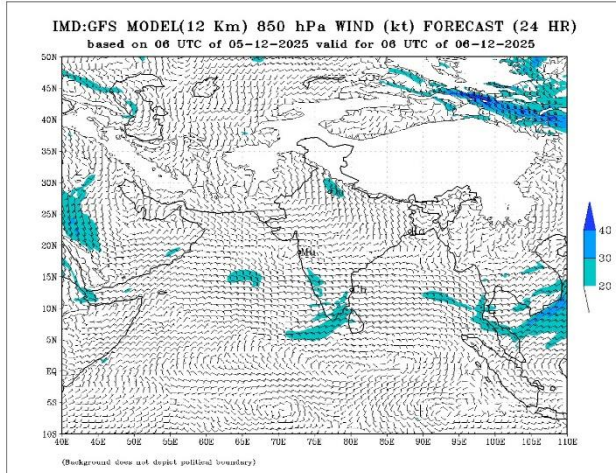 IMD:GFS MODEL(12 Km) 850 hPa WIND (kt) FORECAST (24 HR)
based on 06 UTC of 05-12-2025 valid for 06 UTC of 06-12-2025
50N
45N
40N
35N
30N
25N
20N
15N
10N
5N
EQ
5S
10S
40E 45E 50E 55E 60E 65E 70E 75E 80E 85E 90E 95E 100E 105E 110E
Mu
Ch
40
30
20
(Background does not depict political boundary)